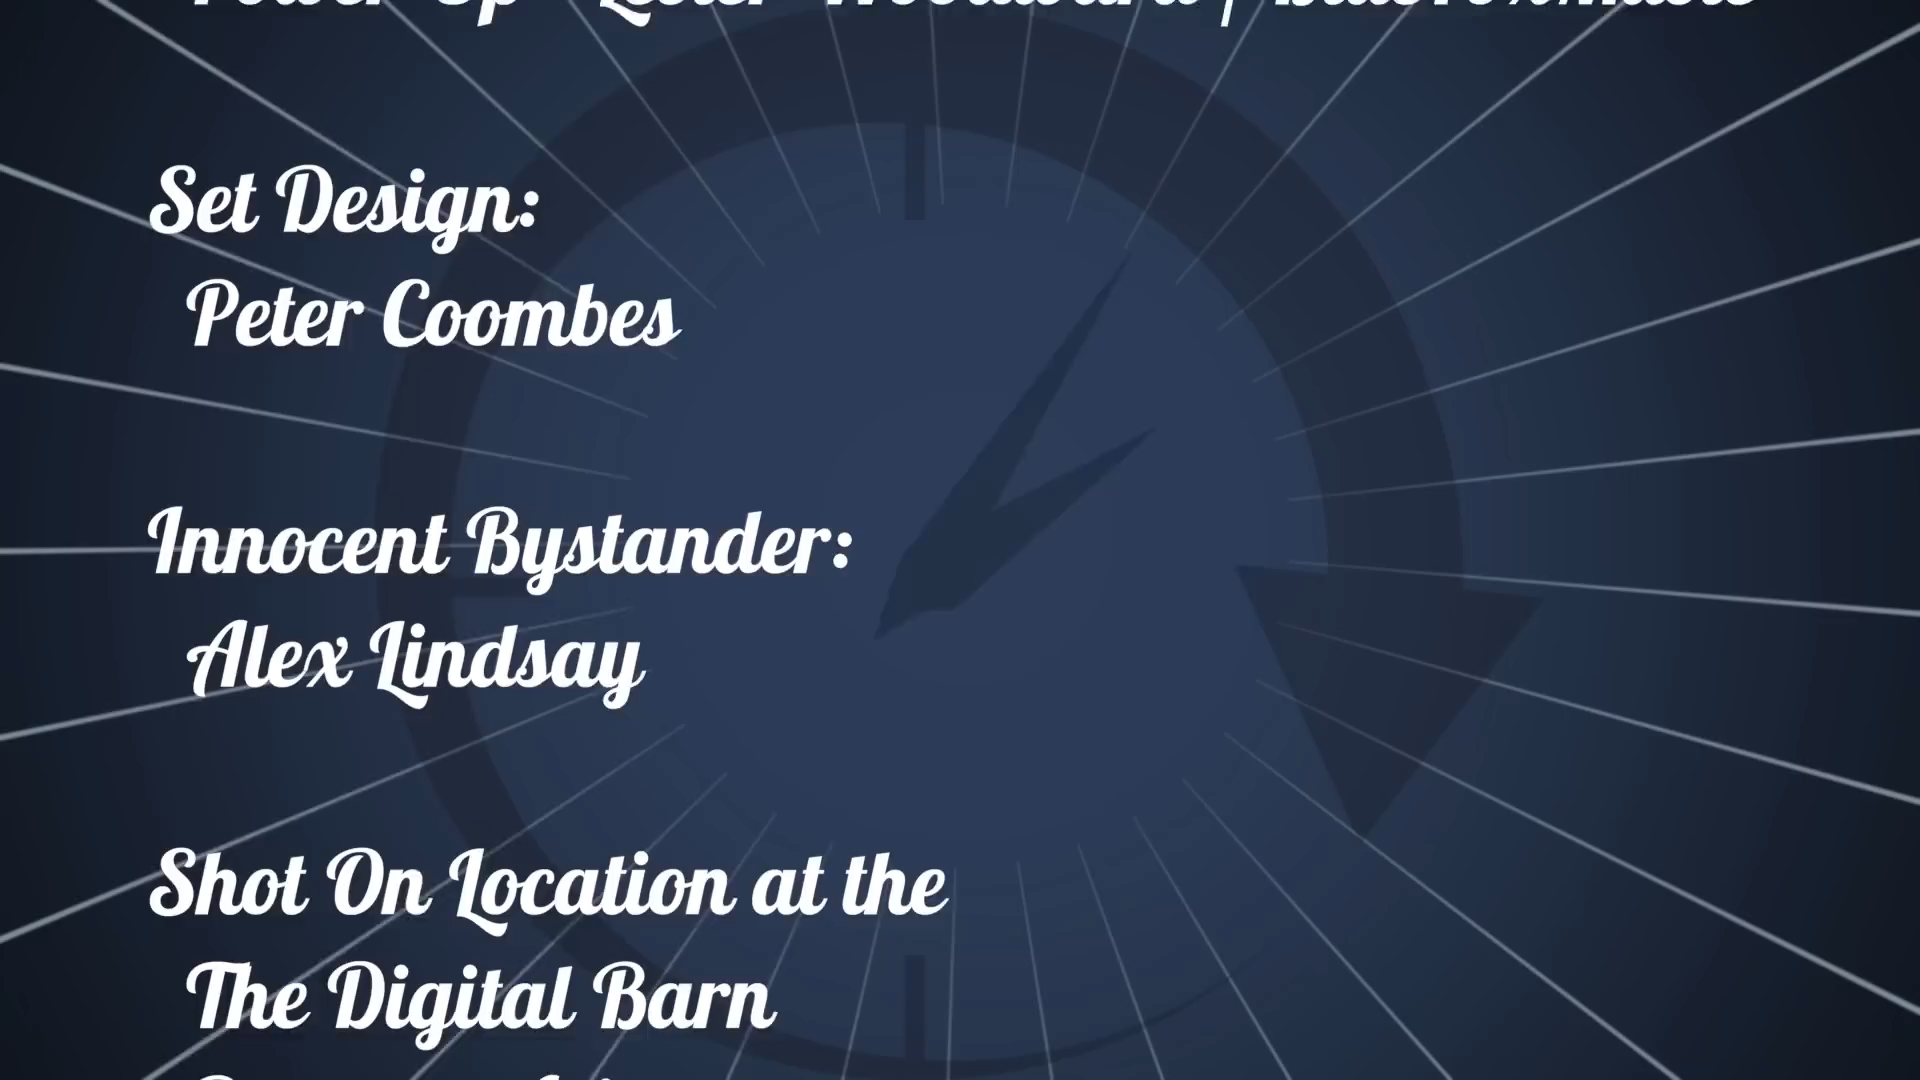 Set Design:
Peter Coombes
Innocent Bystander:
Alex Lindsay
Shot On Location at the
The Digital Barn